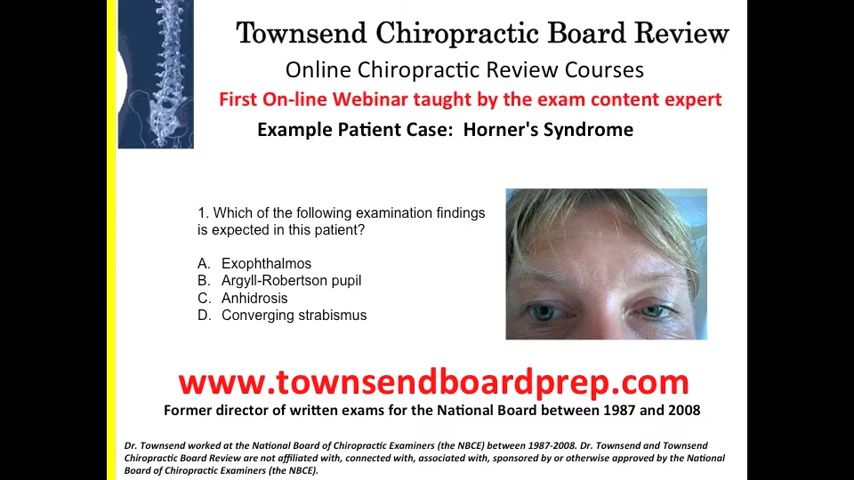 Townsend Chiropractic Board Review
Online Chiropractic Review Courses
First On-line Webinar taught by the exam content expert
Example Patient Case:  Horner's Syndrome
1. Which of the following examination findings
is expected in this patient?
A. Exophthalmos
B. Argyll-Robertson pupil
C. Anhidrosis
D. Converging strabismus
www.townsendboardprep.com
Former director of written exams for the National Board between 1987 and 2008
Dr. Townsend worked at the National Board of Chiropractic Examiners (the NBCE) between 1987-2008. Dr. Townsend and Townsend
Chiropractic Board Review are not affiliated with, connected with, associated with, sponsored by or otherwise approved by the National
Board of Chiropractic Examiners (the NBCE).